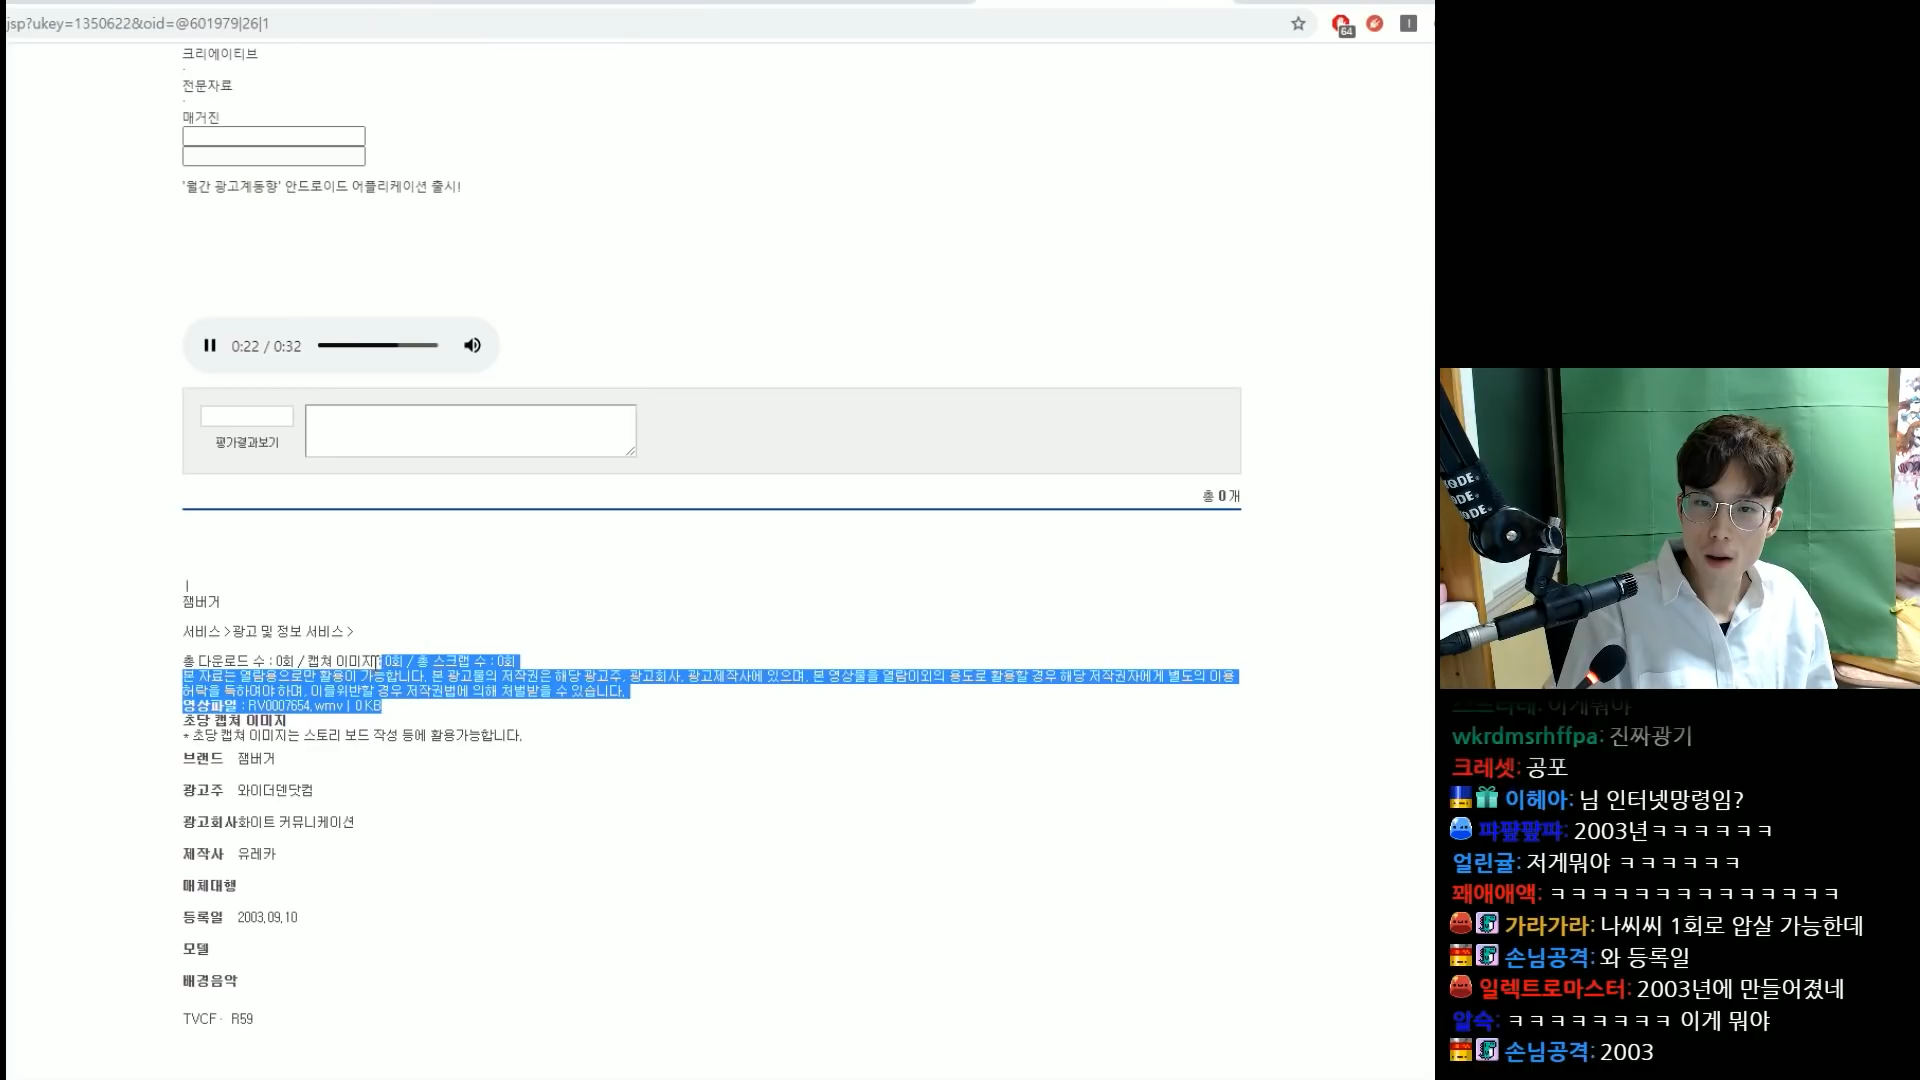 jsp?ukey=1350622&oid=@601979|26|1
64
크리에이티브
전문자료
매거진
'월간 광고계동향' 안드로이드 어플리케이션 출시!
0:22 / 0:32
평가결과보기
총 0개
|
잼버거
서비스 >광고 및 정보 서비스 >
총 다운로드 수 : 0회 / 캡쳐 이미지 : 0회 / 총 스크랩 수 : 0회
본 자료는 열람용으로만 활용이 가능합니다. 본 광고물의 저작권은 해당 광고주, 광고회사, 광고제작사에 있으며, 본 영상물을 열람이외의 용도로 활용할 경우 해당 저작권자에게 별도의 이용
허락을 득하여야 하며, 이를위반할 경우 저작권법에 의해 처벌받을 수 있습니다.
영상파일 : RV0007654.wmv | 0 KB
초당 캡쳐 이미지
* 초당 캡쳐 이미지는 스토리 보드 작성 등에 활용가능합니다.
브랜드 잼버거
광고주 와이더덴닷컴
광고회사화이트 커뮤니케이션
제작사 유레카
매체대행
등록일 2003.09.10
모델
배경음악
TVCF · R59
wkrdmsrhffpa: 진짜광기
크레셋: 공포
이헤아: 님 인터넷망령임?
2003년ㅋㅋㅋㅋㅋㅋ
얼린귤: 저게뭐야 ㅋㅋㅋㅋㅋㅋ
꽤애애액: ㅋㅋㅋㅋㅋㅋㅋㅋㅋㅋㅋㅋㅋㅋ
가라가라: 나씨씨 1회로 압살 가능한데
손님공격: 와 등록일
일렉트로마스터: 2003년에 만들어졌네
알숙: ㅋㅋㅋㅋㅋㅋㅋㅋ 이게 뭐야
손님공격: 2003